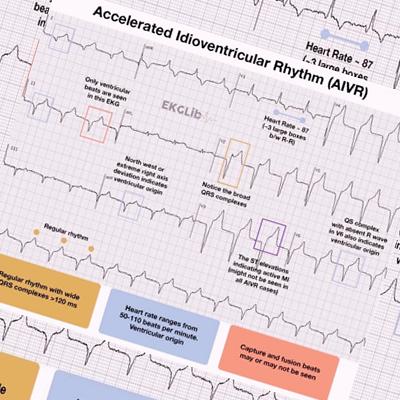 Accelerated Idioventricular Rhythm (AIVR)
Heart Rate ~ 87
(~3 large boxes
Only ventricular
beats are seen
in this EKG
EKGLib
Heart Rate ~ 87
(~3 large boxes
b/w R-R)
North west or
extreme right axis
deviation indicates
ventricular origin
Notice the broad
QRS complexes
QS complex
with absent R wave
in V6 also indicates
ventricular origin
The ST elevations
indicating active MI
(might not be seen in
all AIVR cases)
Regular rhythm
Regular rhythm with wide
QRS complexes >120 ms
Heart rate ranges from
50-110 beats per minute.
Ventricular origin
Capture and fusion beats
may or may not be seen